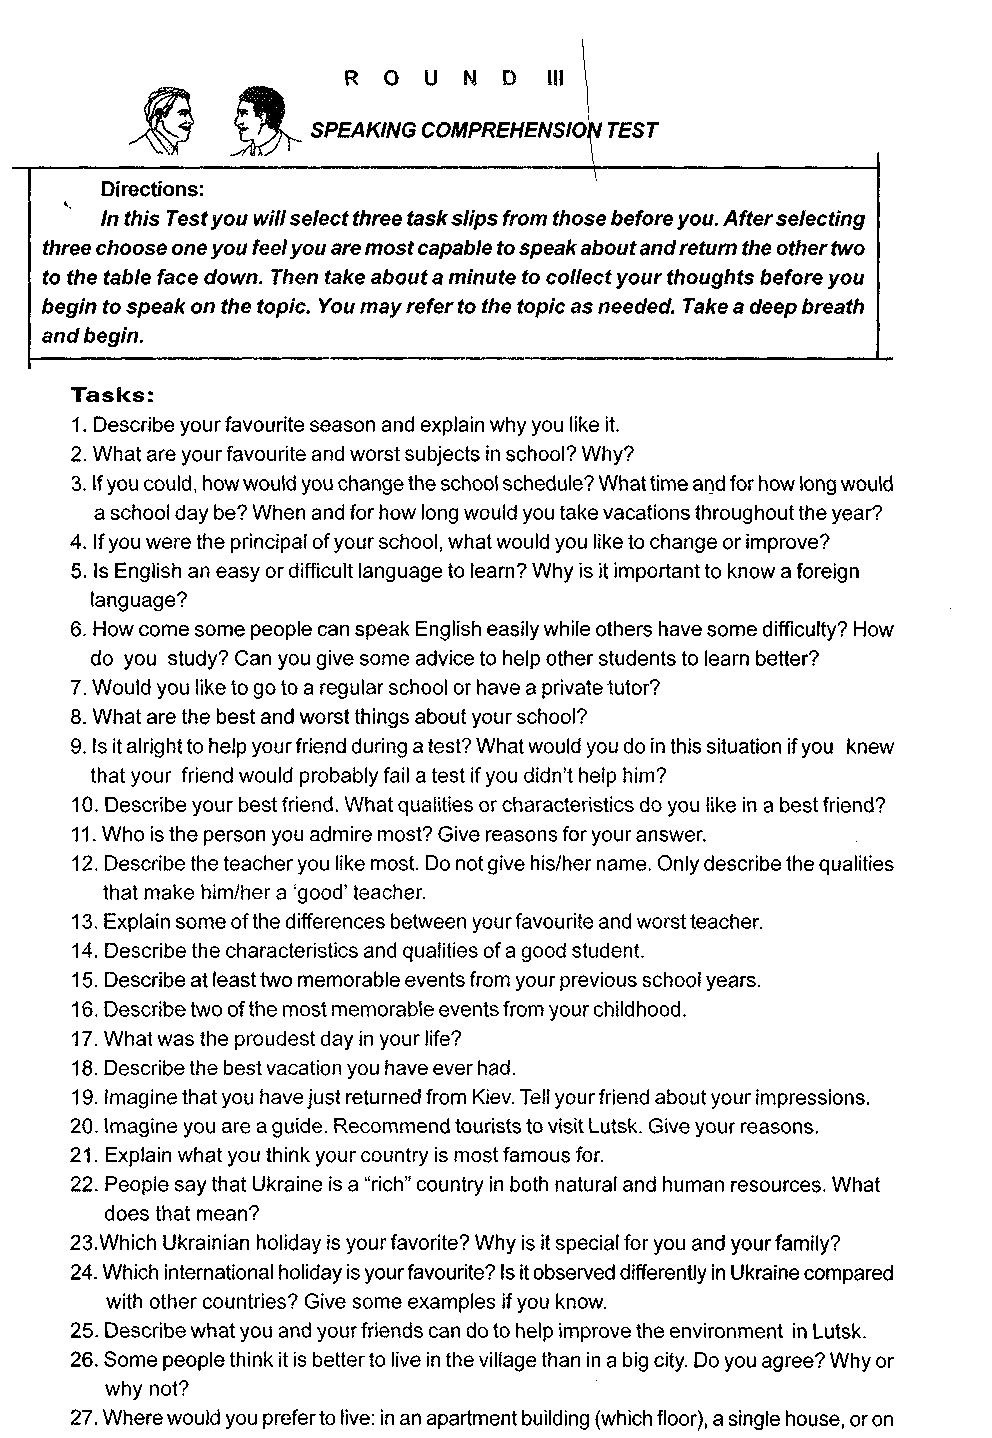 R O U N D III
SPEAKING COMPREHENSION TEST
Directions:
In this Test you will select three task slips from those before you. After selecting
three choose one you feel you are most capable to speak about and return the other two
to the table face down. Then take about a minute to collect your thoughts before you
begin to speak on the topic. You may refer to the topic as needed. Take a deep breath
and begin.
Tasks:
1. Describe your favourite season and explain why you like it.
2. What are your favourite and worst subjects in school? Why?
3. If you could, how would you change the school schedule? What time and for how long would
a school day be? When and for how long would you take vacations throughout the year?
4. If you were the principal of your school, what would you like to change or improve?
5. Is English an easy or difficult language to learn? Why is it important to know a foreign
language?
6. How come some people can speak English easily while others have some difficulty? How
do you study? Can you give some advice to help other students to learn better?
7. Would you like to go to a regular school or have a private tutor?
8. What are the best and worst things about your school?
9. Is it alright to help your friend during a test? What would you do in this situation if you knew
that your friend would probably fail a test if you didn't help him?
10. Describe your best friend. What qualities or characteristics do you like in a best friend?
11. Who is the person you admire most? Give reasons for your answer.
12. Describe the teacher you like most. Do not give his/her name. Only describe the qualities
that make him/her a 'good' teacher.
13. Explain some of the differences between your favourite and worst teacher.
14. Describe the characteristics and qualities of a good student.
15. Describe at least two memorable events from your previous school years.
16. Describe two of the most memorable events from your childhood.
17. What was the proudest day in your life?
18. Describe the best vacation you have ever had.
19. Imagine that you have just returned from Kiev. Tell your friend about your impressions.
20. Imagine you are a guide. Recommend tourists to visit Lutsk. Give your reasons.
21. Explain what you think your country is most famous for.
22. People say that Ukraine is a "rich" country in both natural and human resources. What
does that mean?
23.Which Ukrainian holiday is your favorite? Why is it special for you and your family?
24. Which international holiday is your favourite? Is it observed differently in Ukraine compared
with other countries? Give some examples if you know.
25. Describe what you and your friends can do to help improve the environment in Lutsk.
26. Some people think it is better to live in the village than in a big city. Do you agree? Why or
why not?
27. Where would you prefer to live: in an apartment building (which floor), a single house, or on